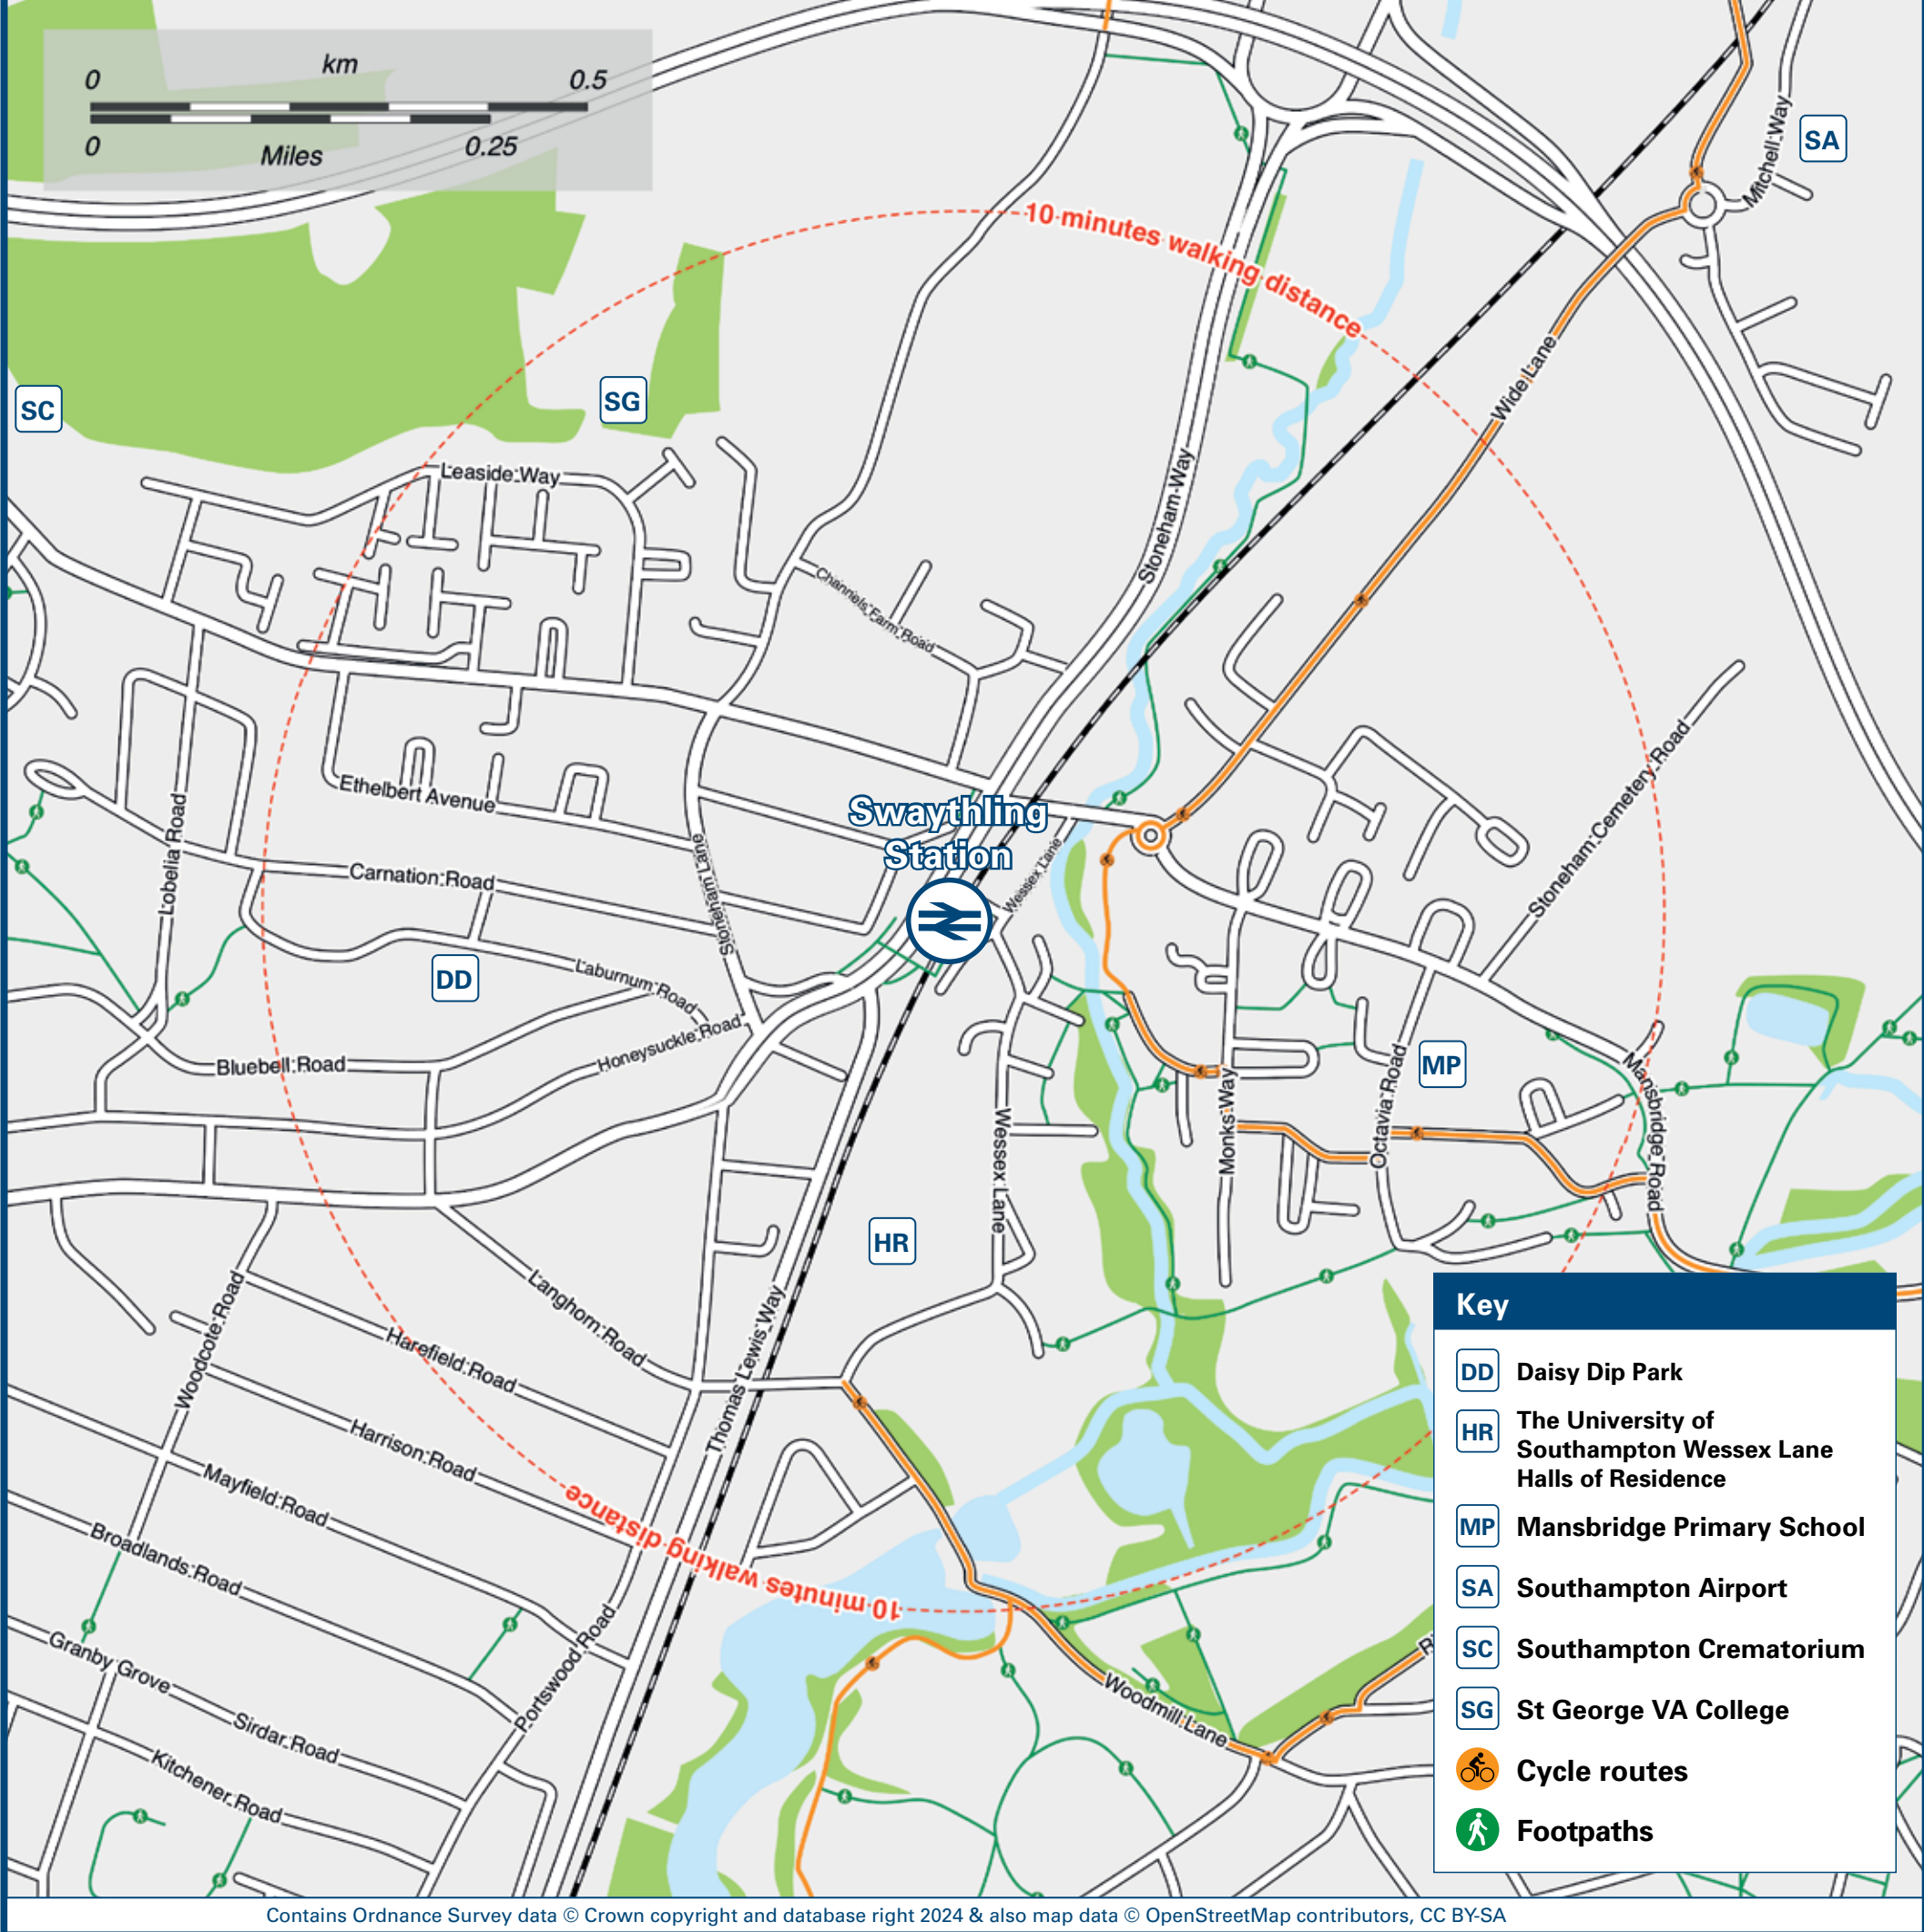 0 km 0.5
0 Miles 0.25
10 minutes walking distance
Mitchell Way
SA
SC
SG
Wide Lane
Leaside Way
Stoneham Way
Channels Farm Road
Ethelbert Avenue
Swaythling
Station
Stoneham Cemetery Road
Lobelia Road
Carnation Road
Stoneham Lane
Wessex Lane
DD
Laburnum Road
Honeysuckle Road
Bluebell Road
MP
Mansbridge Road
Monks Way
Octavia Road
Wessex Lane
HR
Langhorn Road
Woodcote Road
Harefield Road
Thomas Lewis Way
Harrison Road
Mayfield Road
10 minutes walking distance
Broadlands Road
Portswood Road
Granby Grove
Sirdar Road
Kitchener Road
Woodmill Lane
R
Key
DD Daisy Dip Park
HR The University of
Southampton Wessex Lane
Halls of Residence
MP Mansbridge Primary School
SA Southampton Airport
SC Southampton Crematorium
SG St George VA College
Cycle routes
Footpaths
Contains Ordnance Survey data © Crown copyright and database right 2024 & also map data © OpenStreetMap contributors, CC BY-SA